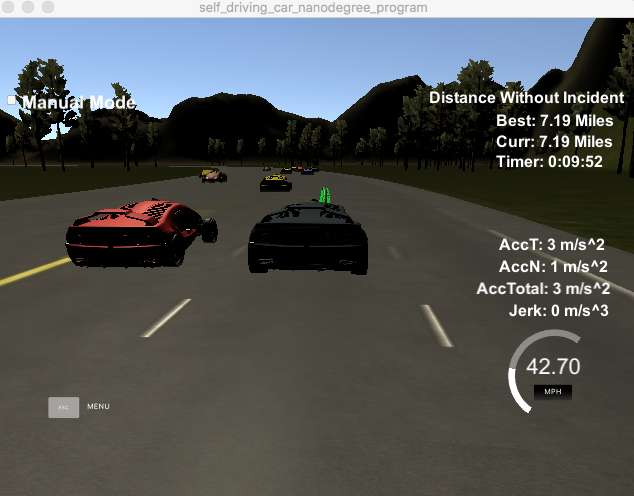 self_driving_car_nanodegree_program
Manual Mode
Distance Without Incident
Best: 7.19 Miles
Curr: 7.19 Miles
Timer: 0:09:52
AccT: 3 m/s^2
AccN: 1 m/s^2
AccTotal: 3 m/s^2
Jerk: 0 m/s^3
42.70
MPH
ESC MENU